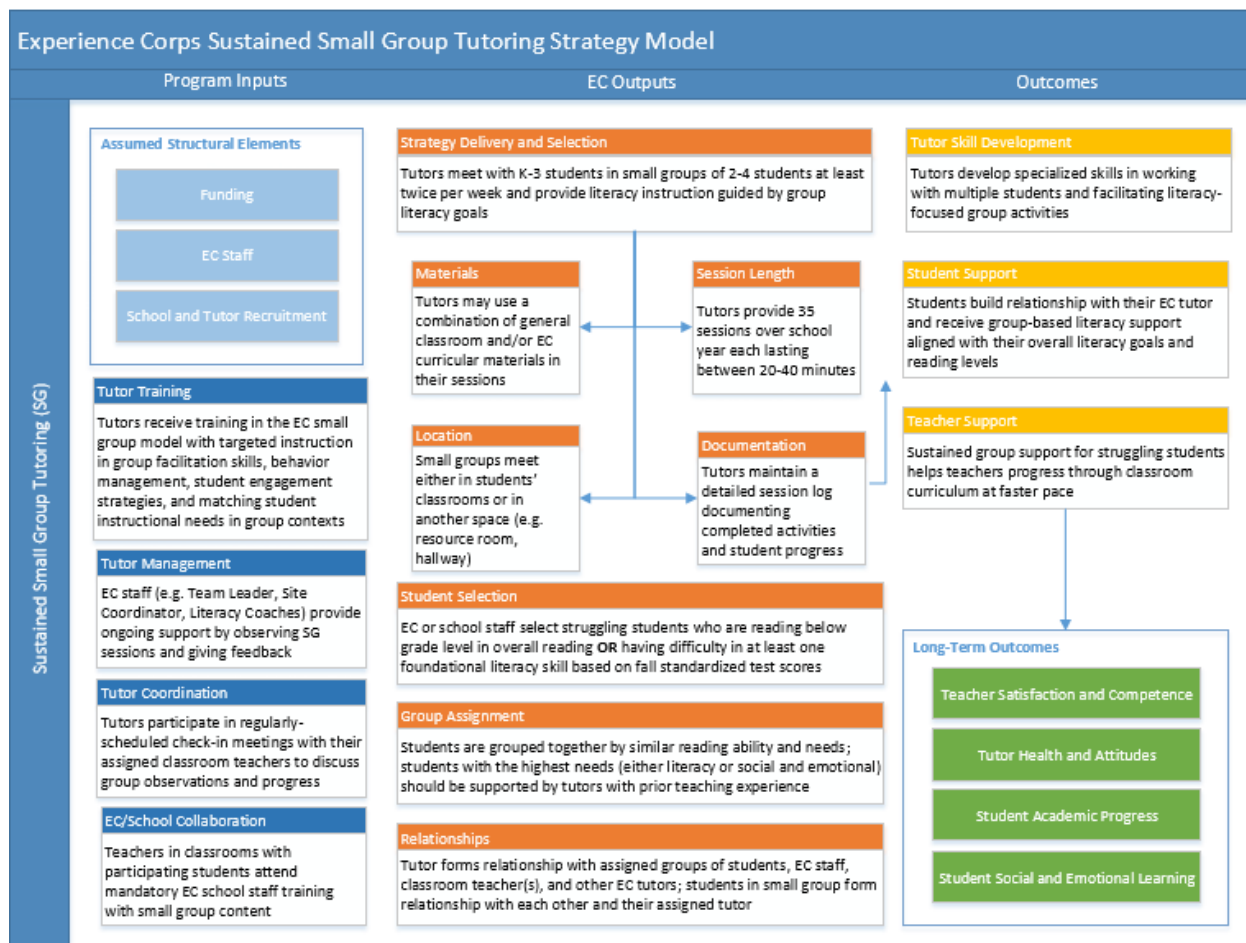 Experience Corps Sustained Small Group Tutoring Strategy Model
Program Inputs
EC Outputs
Outcomes
Sustained Small Group Tutoring (SG)
Assumed Structural Elements
Funding
EC Staff
School and Tutor Recruitment
Tutor Training
Tutors receive training in the EC small
group model with targeted instruction
in group facilitation skills, behavior
management, student engagement
strategies, and matching student
instructional needs in group contexts
Tutor Management
EC staff (e.g. Team Leader, Site
Coordinator, Literacy Coaches) provide
ongoing support by observing SG
sessions and giving feedback
Tutor Coordination
Tutors participate in regularly-
scheduled check-in meetings with their
assigned classroom teachers to discuss
group observations and progress
EC/School Collaboration
Teachers in classrooms with
participating students attend
mandatory EC school staff training
with small group content
Strategy Delivery and Selection
Tutors meet with K-3 students in small groups of 2-4 students at least
twice per week and provide literacy instruction guided by group
literacy goals
Materials
Tutors may use a
combination of general
classroom and/or EC
curricular materials in
their sessions
Session Length
Tutors provide 35
sessions over school
year each lasting
between 20-40 minutes
Location
Small groups meet
either in students’
classrooms or in
another space (e.g.
resource room,
hallway)
Documentation
Tutors maintain a
detailed session log
documenting
completed activities
and student progress
Student Selection
EC or school staff select struggling students who are reading below
grade level in overall reading OR having difficulty in at least one
foundational literacy skill based on fall standardized test scores
Group Assignment
Students are grouped together by similar reading ability and needs;
students with the highest needs (either literacy or social and emotional)
should be supported by tutors with prior teaching experience
Relationships
Tutor forms relationship with assigned groups of students, EC staff,
classroom teacher(s), and other EC tutors; students in small group form
relationship with each other and their assigned tutor
Tutor Skill Development
Tutors develop specialized skills in working
with multiple students and facilitating literacy-
focused group activities
Student Support
Students build relationship with their EC tutor
and receive group-based literacy support
aligned with their overall literacy goals and
reading levels
Teacher Support
Sustained group support for struggling students
helps teachers progress through classroom
curriculum at faster pace
Long-Term Outcomes
Teacher Satisfaction and Competence
Tutor Health and Attitudes
Student Academic Progress
Student Social and Emotional Learning